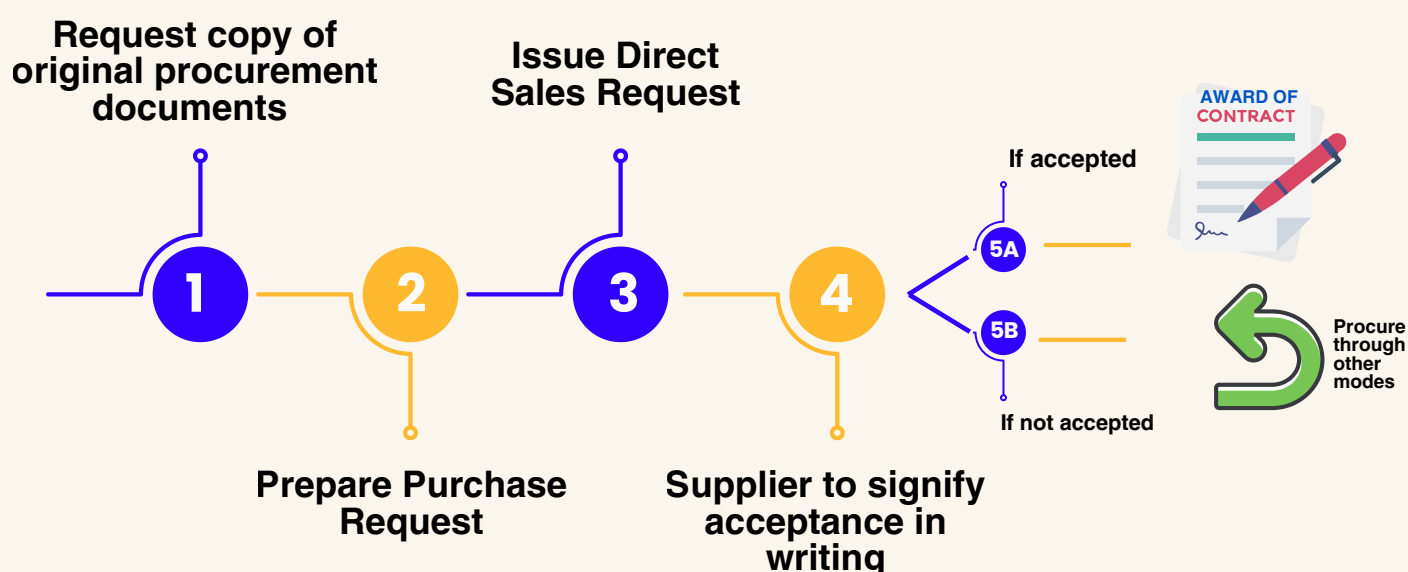 Request copy of
original procurement
documents
1
2
Prepare Purchase
Request
3
Issue Direct
Sales Request
4
Supplier to signify
acceptance in
writing
If accepted
5A
AWARD OF
CONTRACT
5B
If not accepted
Procure
through
other
modes